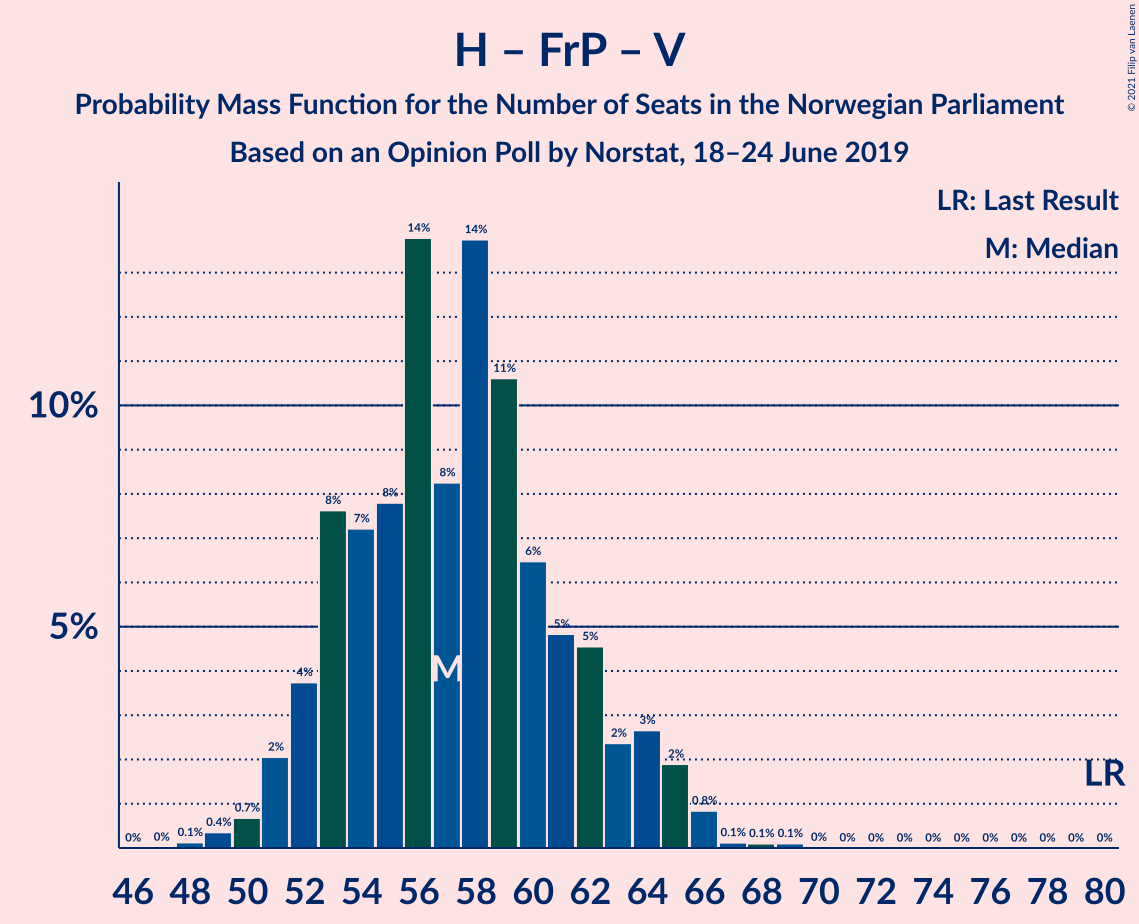 H – FrP – V
Probability Mass Function for the Number of Seats in the Norwegian Parliament
Based on an Opinion Poll by Norstat, 18–24 June 2019
© 2021 Filip van Laenen
LR: Last Result
M: Median
10%
5%
0% 0% 0.1% 0.4% 0.7% 2% 4% 8% 7% 8% 14% 8% 14% 11% 6% 5% 5% 2% 3% 2% 0.8% 0.1% 0.1% 0.1% 0% 0% 0% 0% 0% 0% 0% 0% 0% 0% 0%
M
LR
46 48 50 52 54 56 58 60 62 64 66 68 70 72 74 76 78 80